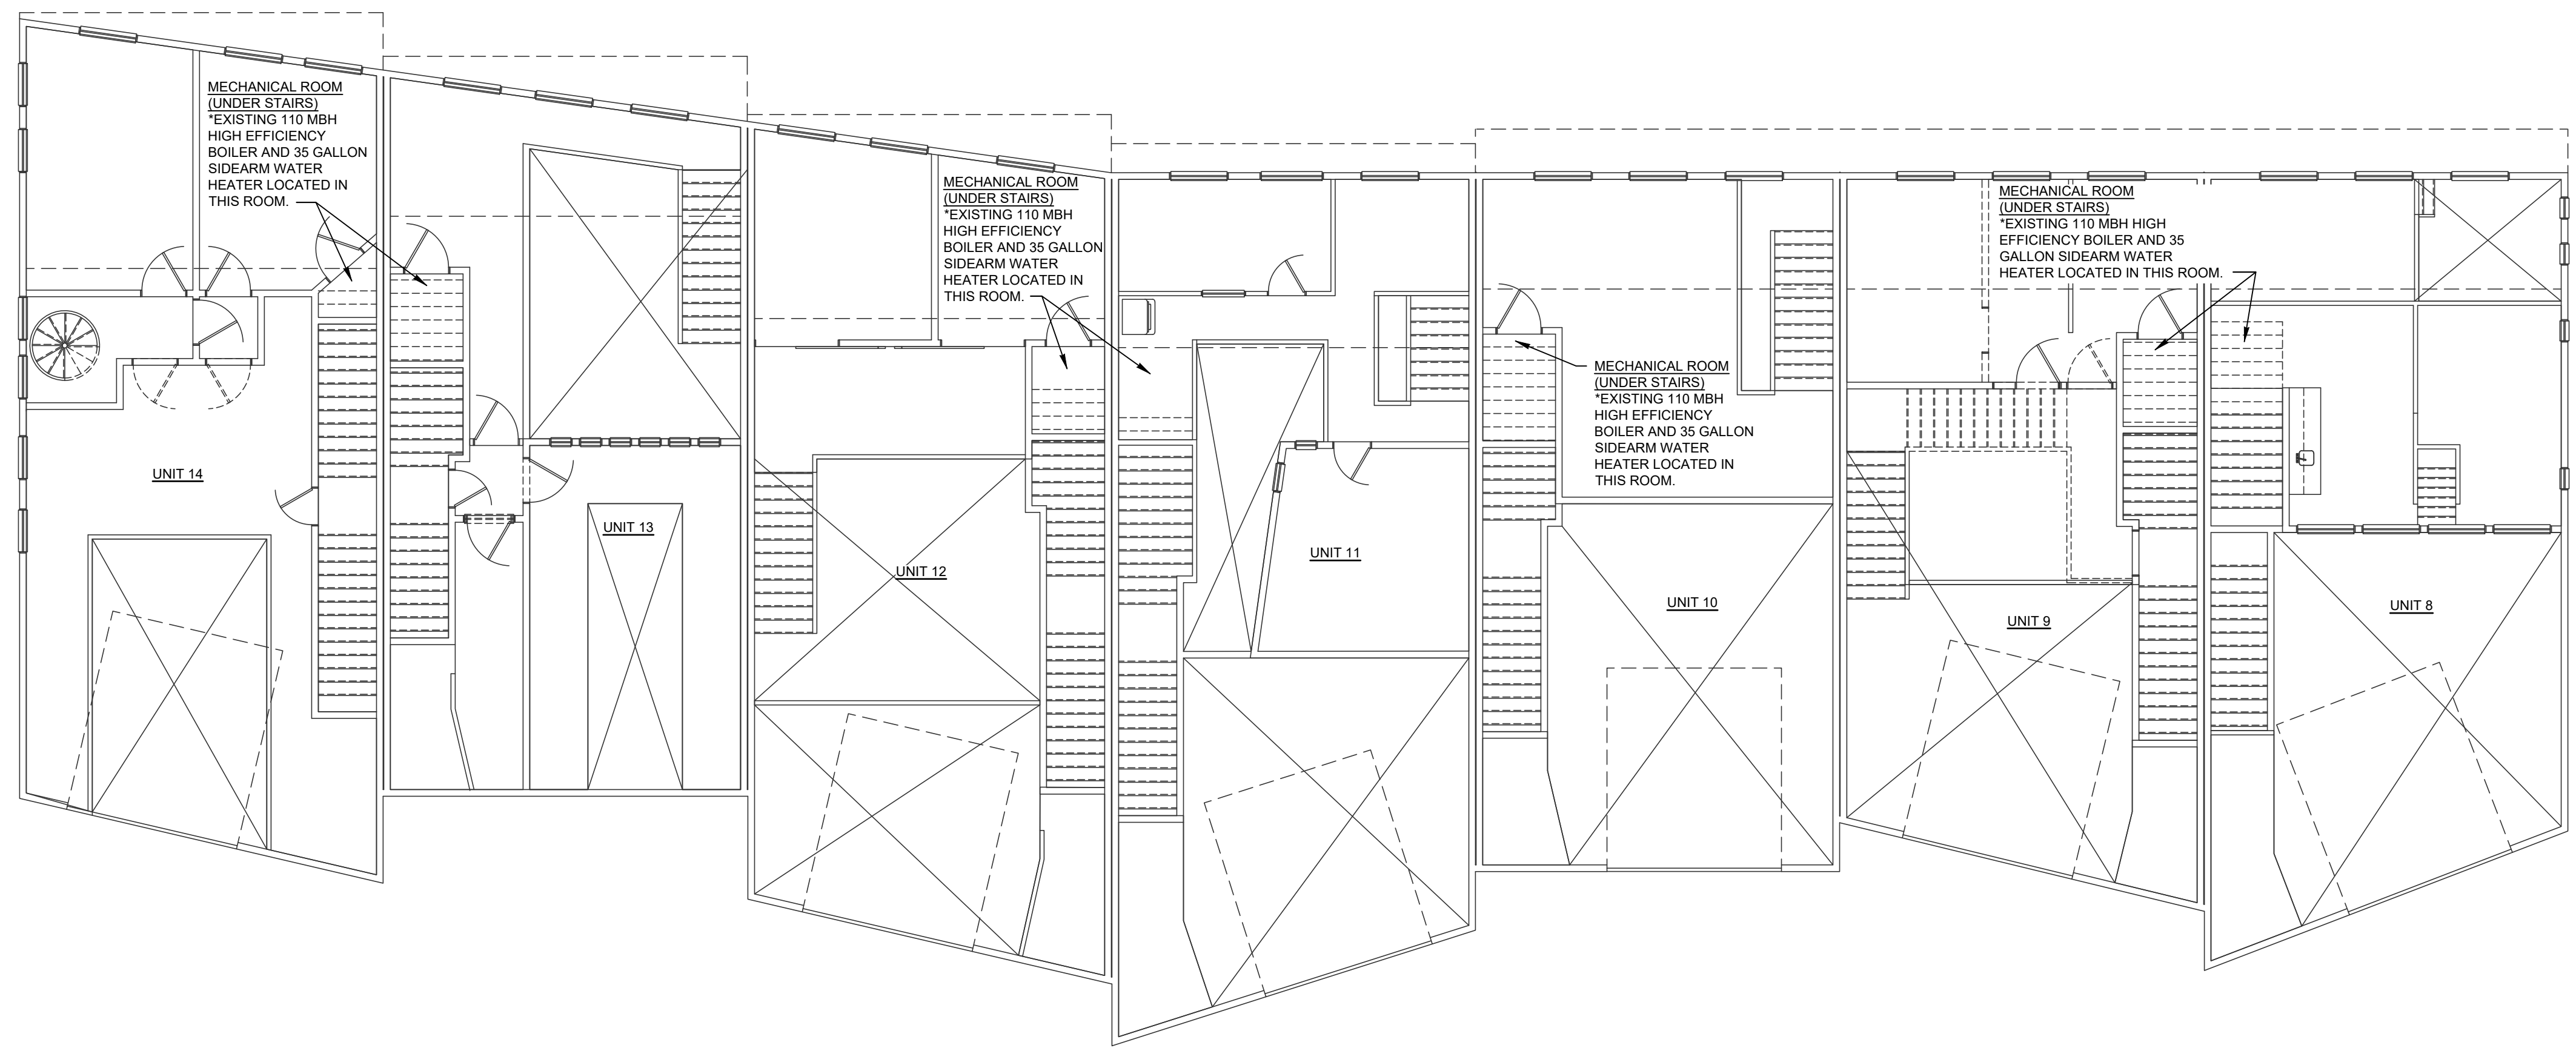 MECHANICAL ROOM
(UNDER STAIRS)
*EXISTING 110 MBH
HIGH EFFICIENCY
BOILER AND 35 GALLON
SIDEARM WATER
HEATER LOCATED IN
THIS ROOM.
MECHANICAL ROOM
(UNDER STAIRS)
*EXISTING 110 MBH
HIGH EFFICIENCY
BOILER AND 35 GALLON
SIDEARM WATER
HEATER LOCATED IN
THIS ROOM.
MECHANICAL ROOM
(UNDER STAIRS)
*EXISTING 110 MBH HIGH
EFFICIENCY BOILER AND 35
GALLON SIDEARM WATER
HEATER LOCATED IN THIS ROOM.
MECHANICAL ROOM
(UNDER STAIRS)
*EXISTING 110 MBH
HIGH EFFICIENCY
BOILER AND 35 GALLON
SIDEARM WATER
HEATER LOCATED IN
THIS ROOM.
UNIT 14
UNIT 13
UNIT 12
UNIT 11
UNIT 10
UNIT 9
UNIT 8